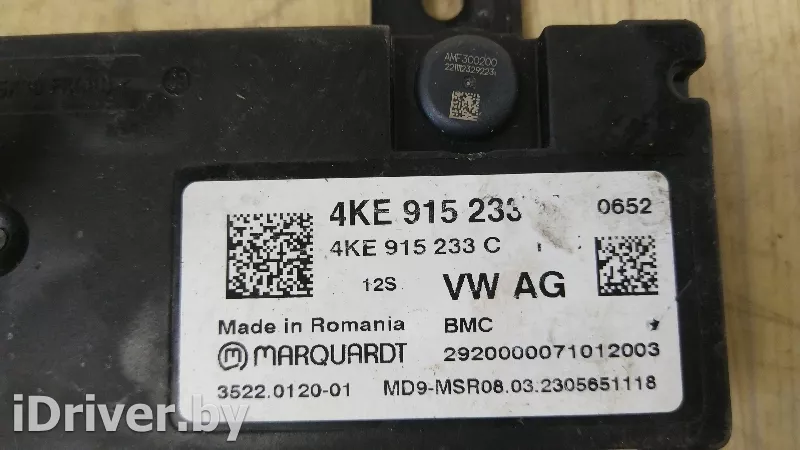 AMF300200
4KE 915 233
0652
4KE 915 233 C
12S
VW AG
Made in Romania
BMC
MARQUARDT
2920000071012003
3522.0120-01
MD9-MSR08.03.2305651118
iDriver.by